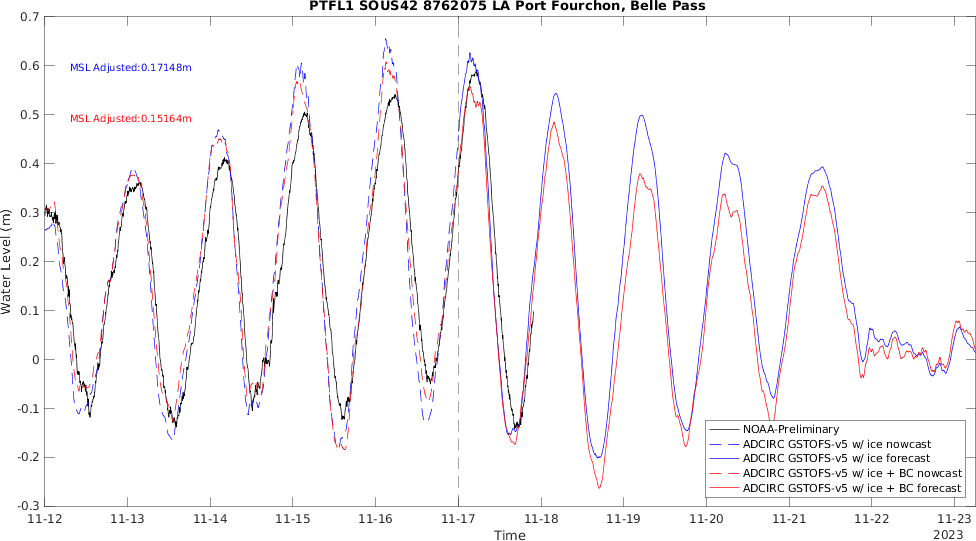 PTFL1 SOUS42 8762075 LA Port Fourchon, Belle Pass
0.7
0.6
0.5
0.4
0.3
0.2
0.1
0
-0.1
-0.2
-0.3
Water Level (m)
MSL Adjusted:0.17148m
MSL Adjusted:0.15164m
NOAA-Preliminary
ADCIRC GSTOFS-v5 w/ ice nowcast
ADCIRC GSTOFS-v5 w/ ice forecast
ADCIRC GSTOFS-v5 w/ ice + BC nowcast
ADCIRC GSTOFS-v5 w/ ice + BC forecast
11-12 11-13 11-14 11-15 11-16 11-17 11-18 11-19 11-20 11-21 11-22 11-23
Time
2023